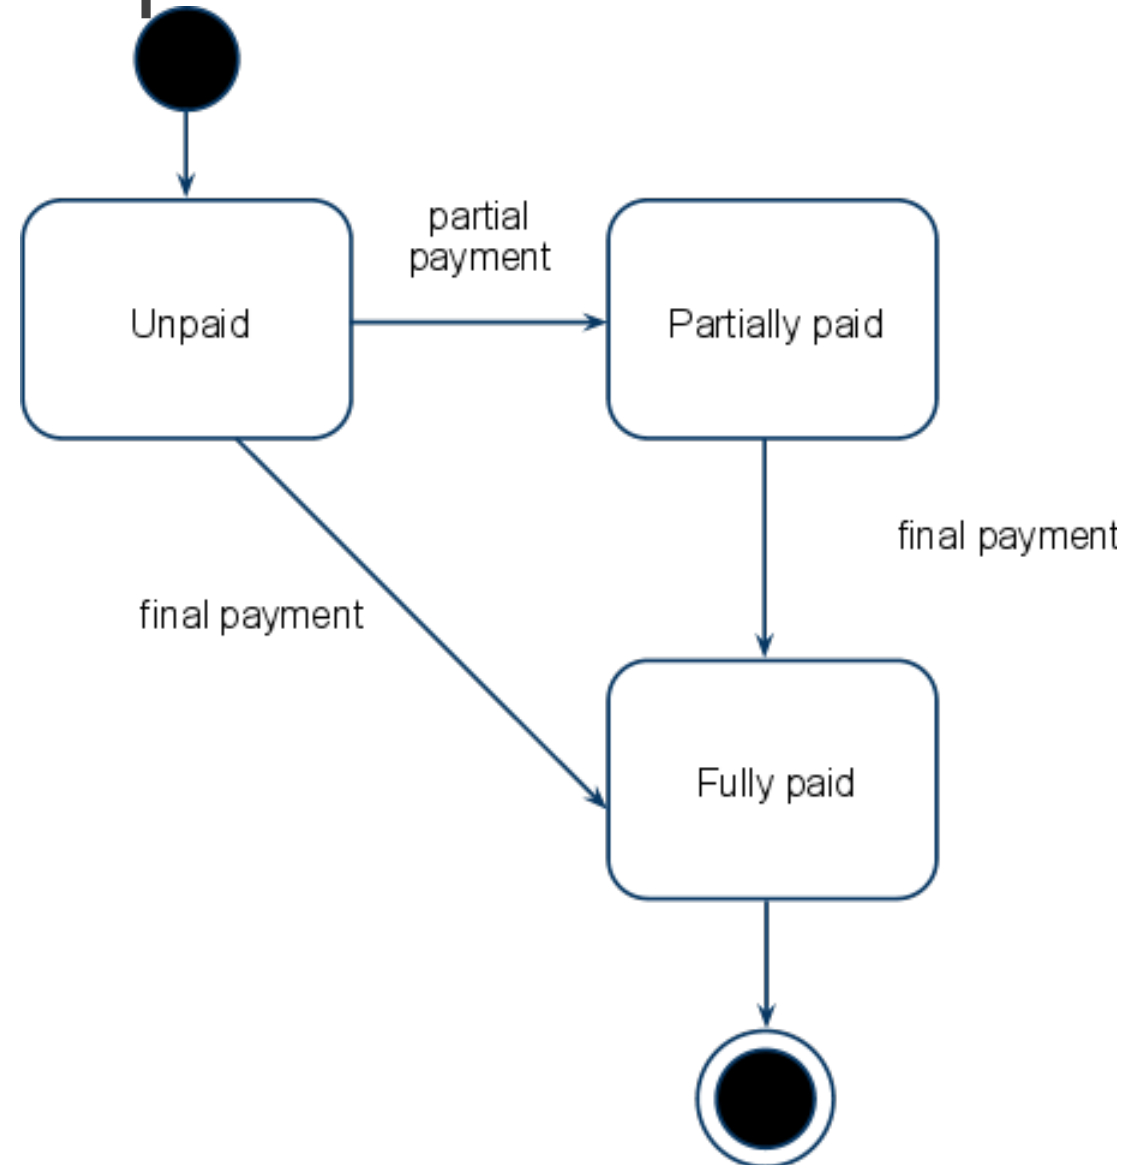 partial
payment
Unpaid
Partially paid
final payment
final payment
Fully paid